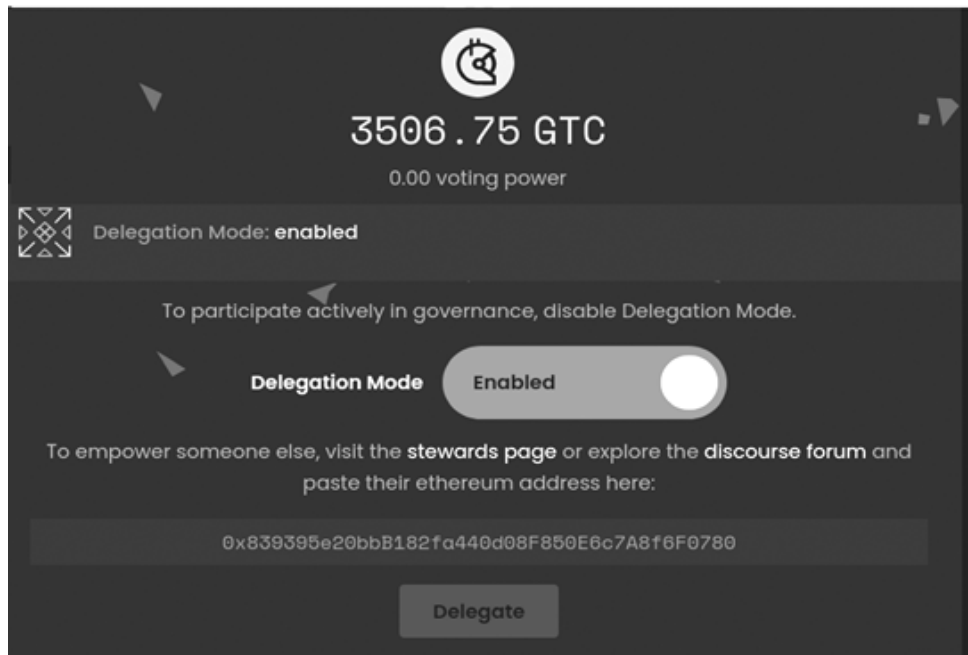 3506.75 GTC
0.00 voting power
Delegation Mode: enabled
To participate actively in governance, disable Delegation Mode.
Delegation Mode Enabled
To empower someone else, visit the stewards page or explore the discourse forum and
paste their ethereum address here:
0x839395e20bbB182fa440d08F850E6c7A8f6F0780
Delegate